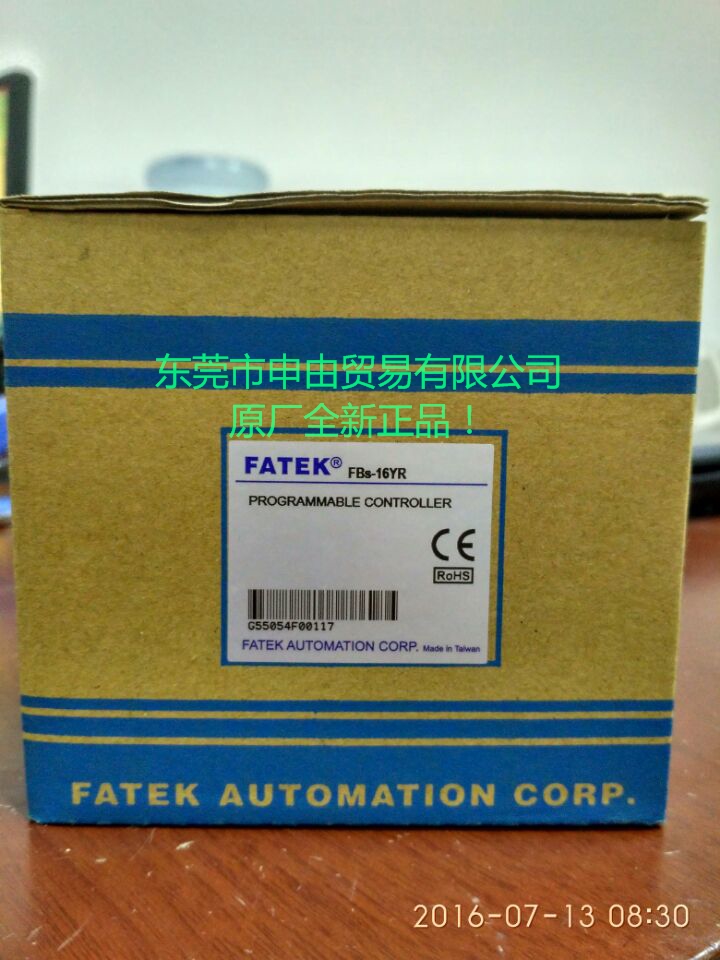 东莞市申由贸易有限公司
原厂全新正品！
FATEK® FBs-16YR
PROGRAMMABLE CONTROLLER
CE
RoHS
G55054F00117
FATEK AUTOMATION CORP. Made in Taiwan
FATEK AUTOMATION CORP.
2016-07-13 08:30